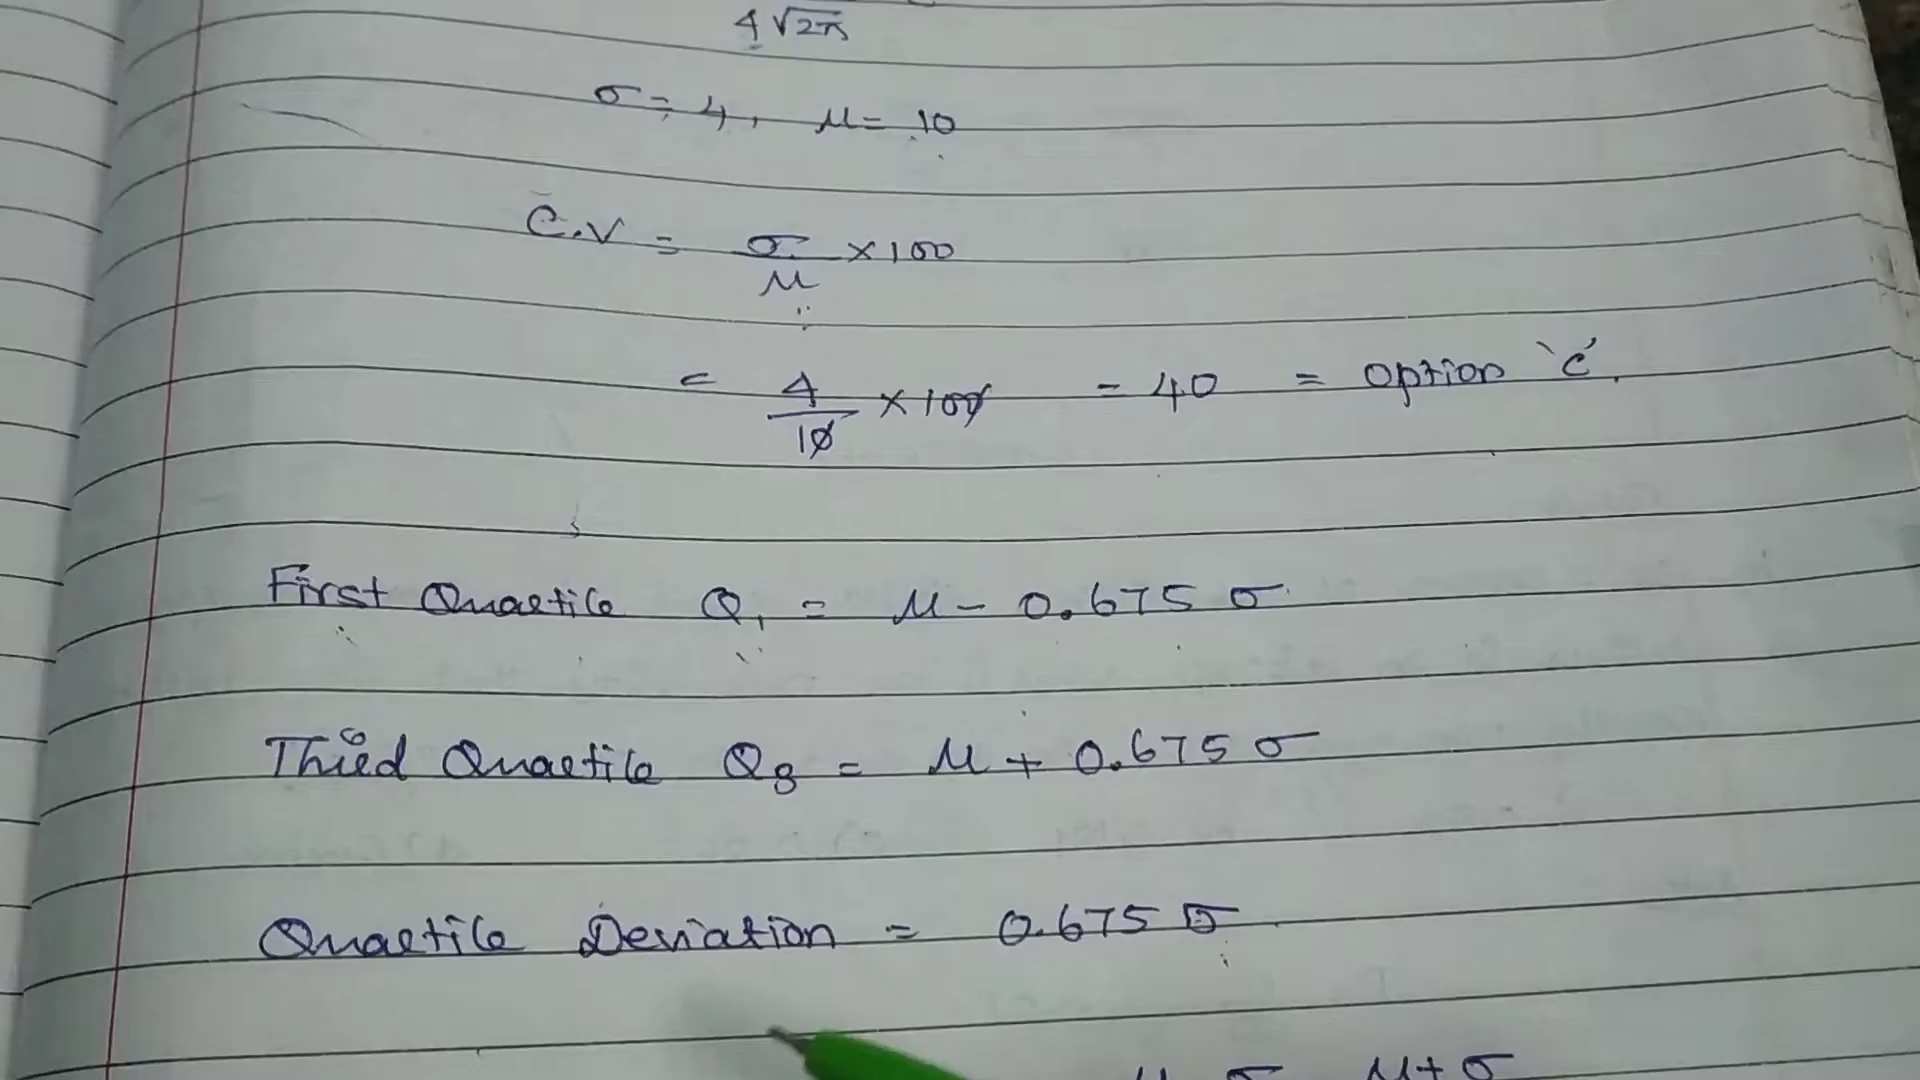 4√2π
σ = 4, μ = 10
C.V = σ/μ × 100
= 4/10 × 100 = 40 = option 'c'.
First Quartile Q1 = μ - 0.675 σ
Third Quartile Q3 = μ + 0.675 σ
Quartile Deviation = 0.675 σ
μ σ μ + σ